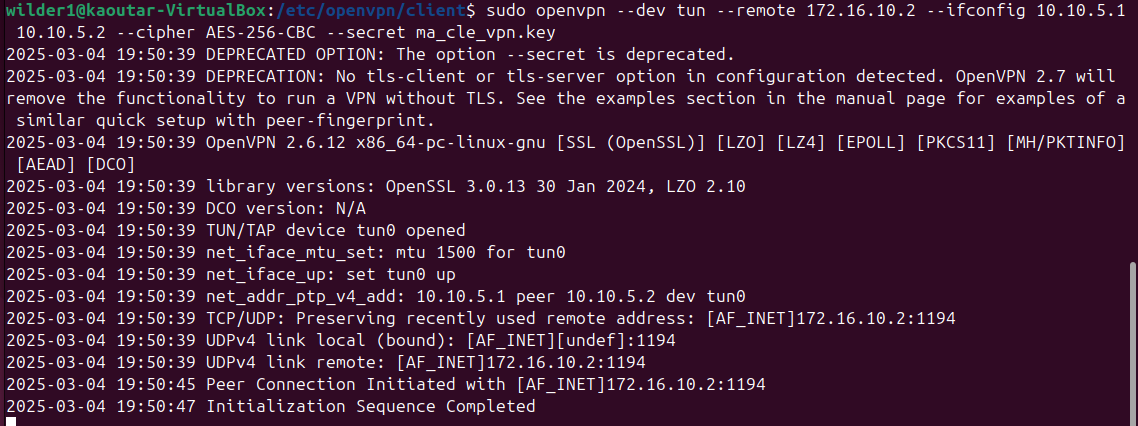 wilder1@kaoutar-VirtualBox:/etc/openvpn/client$ sudo openvpn --dev tun --remote 172.16.10.2 --ifconfig 10.10.5.1
 10.10.5.2 --cipher AES-256-CBC --secret ma_cle_vpn.key
2025-03-04 19:50:39 DEPRECATED OPTION: The option --secret is deprecated.
2025-03-04 19:50:39 DEPRECATION: No tls-client or tls-server option in configuration detected. OpenVPN 2.7 will
remove the functionality to run a VPN without TLS. See the examples section in the manual page for examples of a
 similar quick setup with peer-fingerprint.
2025-03-04 19:50:39 OpenVPN 2.6.12 x86_64-pc-linux-gnu [SSL (OpenSSL)] [LZO] [LZ4] [EPOLL] [PKCS11] [MH/PKTINFO]
 [AEAD] [DCO]
2025-03-04 19:50:39 library versions: OpenSSL 3.0.13 30 Jan 2024, LZO 2.10
2025-03-04 19:50:39 DCO version: N/A
2025-03-04 19:50:39 TUN/TAP device tun0 opened
2025-03-04 19:50:39 net_iface_mtu_set: mtu 1500 for tun0
2025-03-04 19:50:39 net_iface_up: set tun0 up
2025-03-04 19:50:39 net_addr_ptp_v4_add: 10.10.5.1 peer 10.10.5.2 dev tun0
2025-03-04 19:50:39 TCP/UDP: Preserving recently used remote address: [AF_INET]172.16.10.2:1194
2025-03-04 19:50:39 UDPv4 link local (bound): [AF_INET][undef]:1194
2025-03-04 19:50:39 UDPv4 link remote: [AF_INET]172.16.10.2:1194
2025-03-04 19:50:45 Peer Connection Initiated with [AF_INET]172.16.10.2:1194
2025-03-04 19:50:47 Initialization Sequence Completed